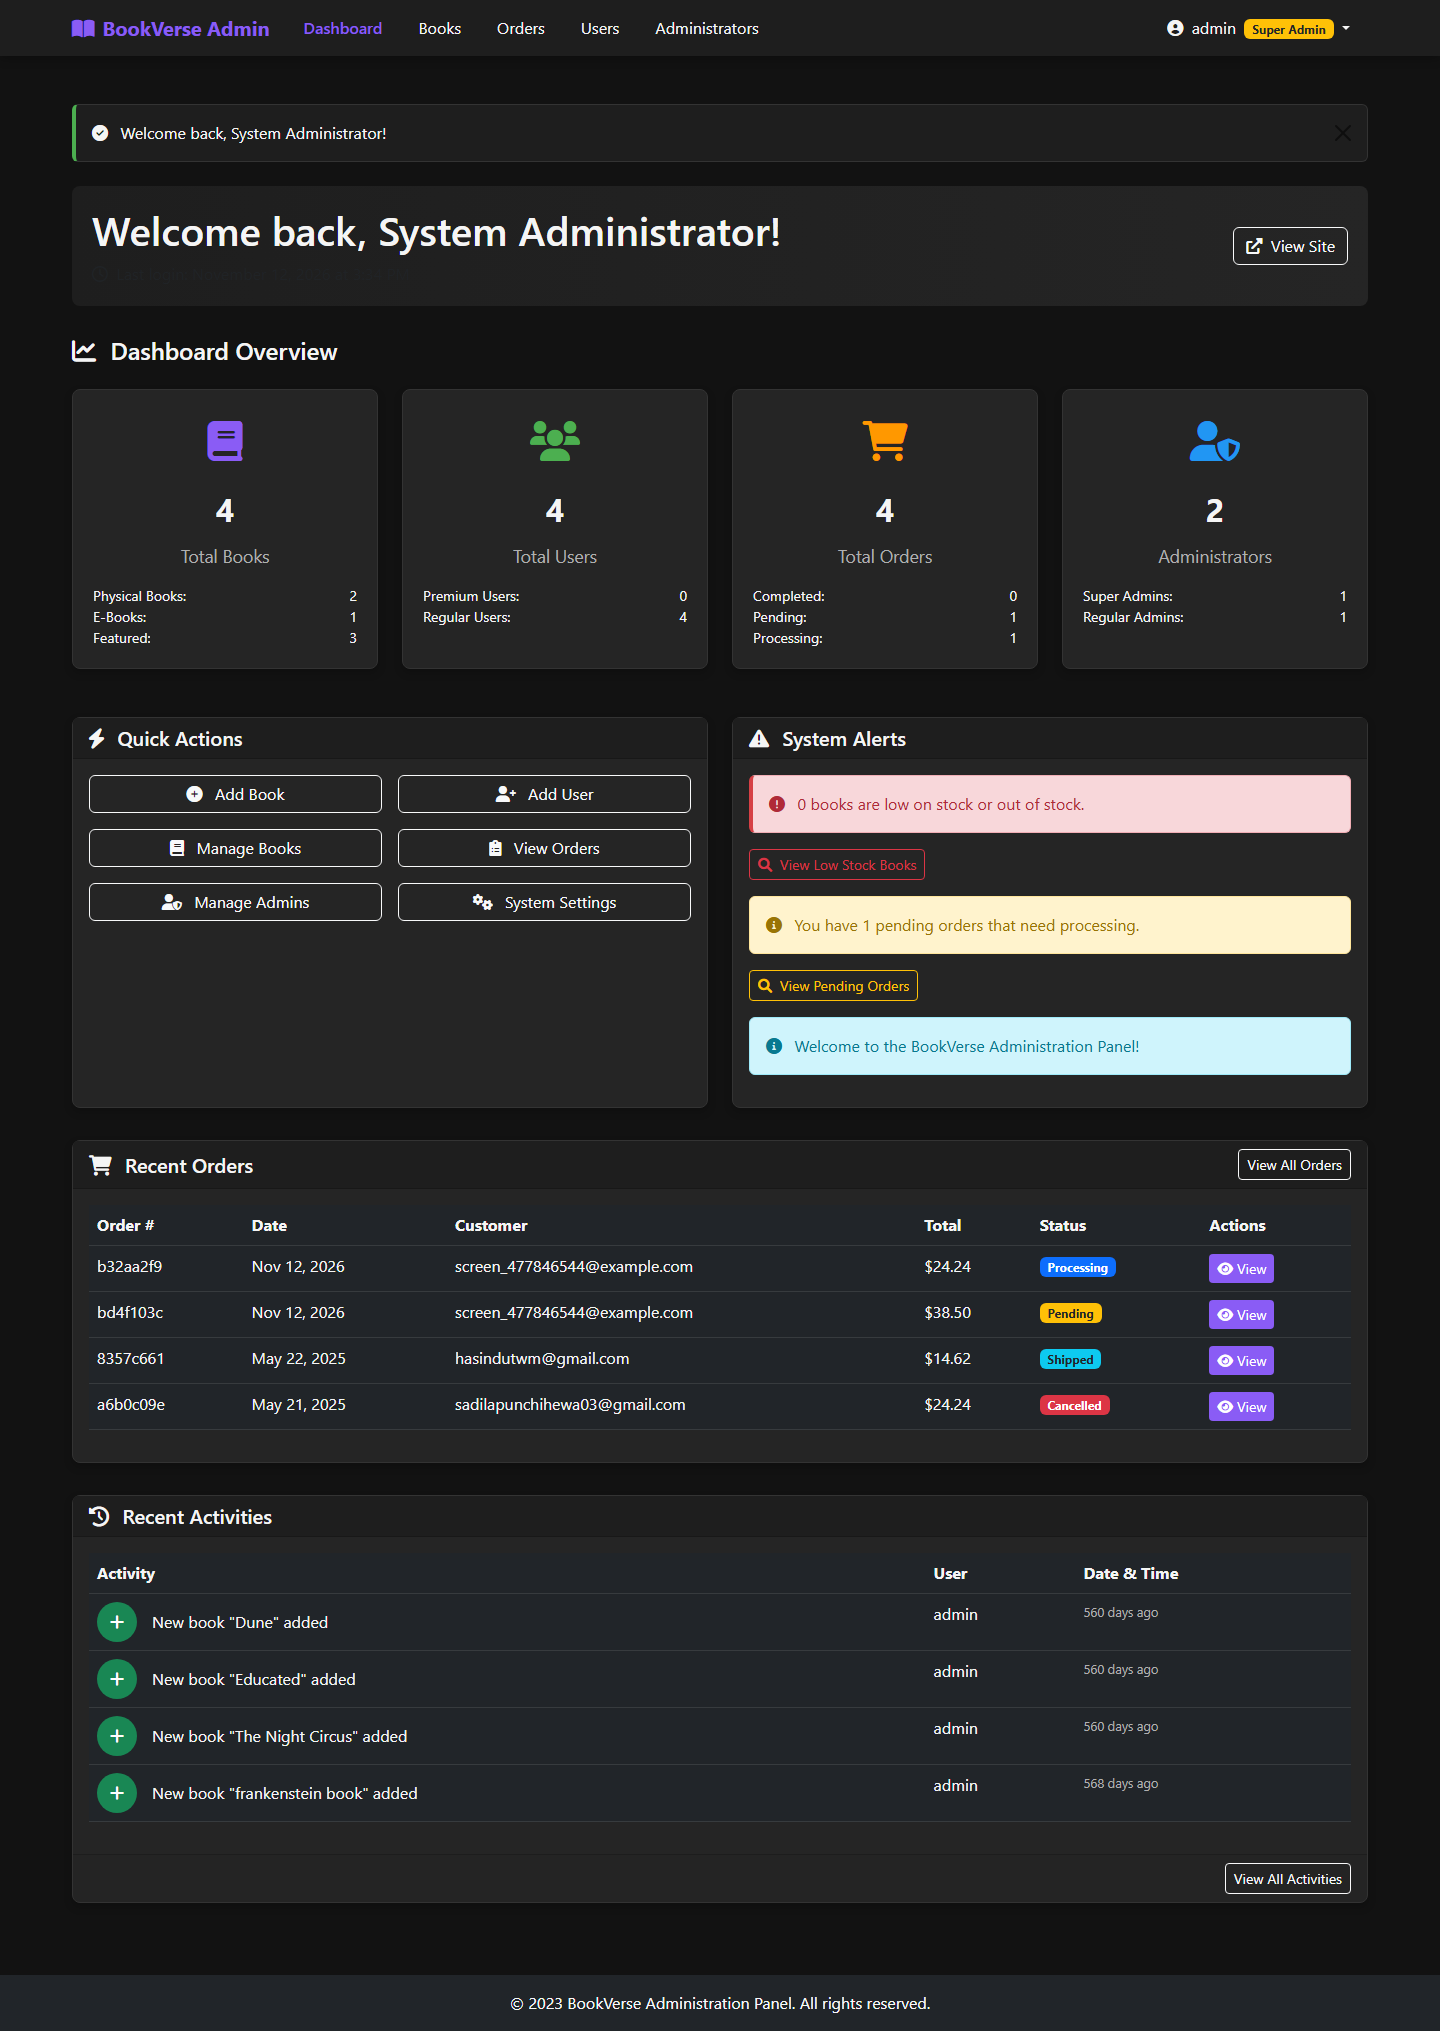 BookVerse Admin Dashboard Books Orders Users Administrators admin Super Admin
Welcome back, System Administrator!
Welcome back, System Administrator!
View Site
Dashboard Overview
4
Total Books
Physical Books: 2
E-Books: 1
Featured: 3
4
Total Users
Premium Users: 0
Regular Users: 4
4
Total Orders
Completed: 0
Pending: 1
Processing: 1
2
Administrators
Super Admins: 1
Regular Admins: 1
Quick Actions
Add Book Add User
Manage Books View Orders
Manage Admins System Settings
System Alerts
0 books are low on stock or out of stock.
View Low Stock Books
You have 1 pending orders that need processing.
View Pending Orders
Welcome to the BookVerse Administration Panel!
Recent Orders View All Orders
Order # Date Customer Total Status Actions
b32aa2f9 Nov 12, 2026 screen_477846544@example.com $24.24 Processing View
bd4f103c Nov 12, 2026 screen_477846544@example.com $38.50 Pending View
8357c661 May 22, 2025 hasindutwm@gmail.com $14.62 Shipped View
a6b0c09e May 21, 2025 sadilapunchihewa03@gmail.com $24.24 Cancelled View
Recent Activities
Activity User Date & Time
New book "Dune" added admin 560 days ago
New book "Educated" added admin 560 days ago
New book "The Night Circus" added admin 560 days ago
New book "frankenstein book" added admin 568 days ago
View All Activities
© 2023 BookVerse Administration Panel. All rights reserved.